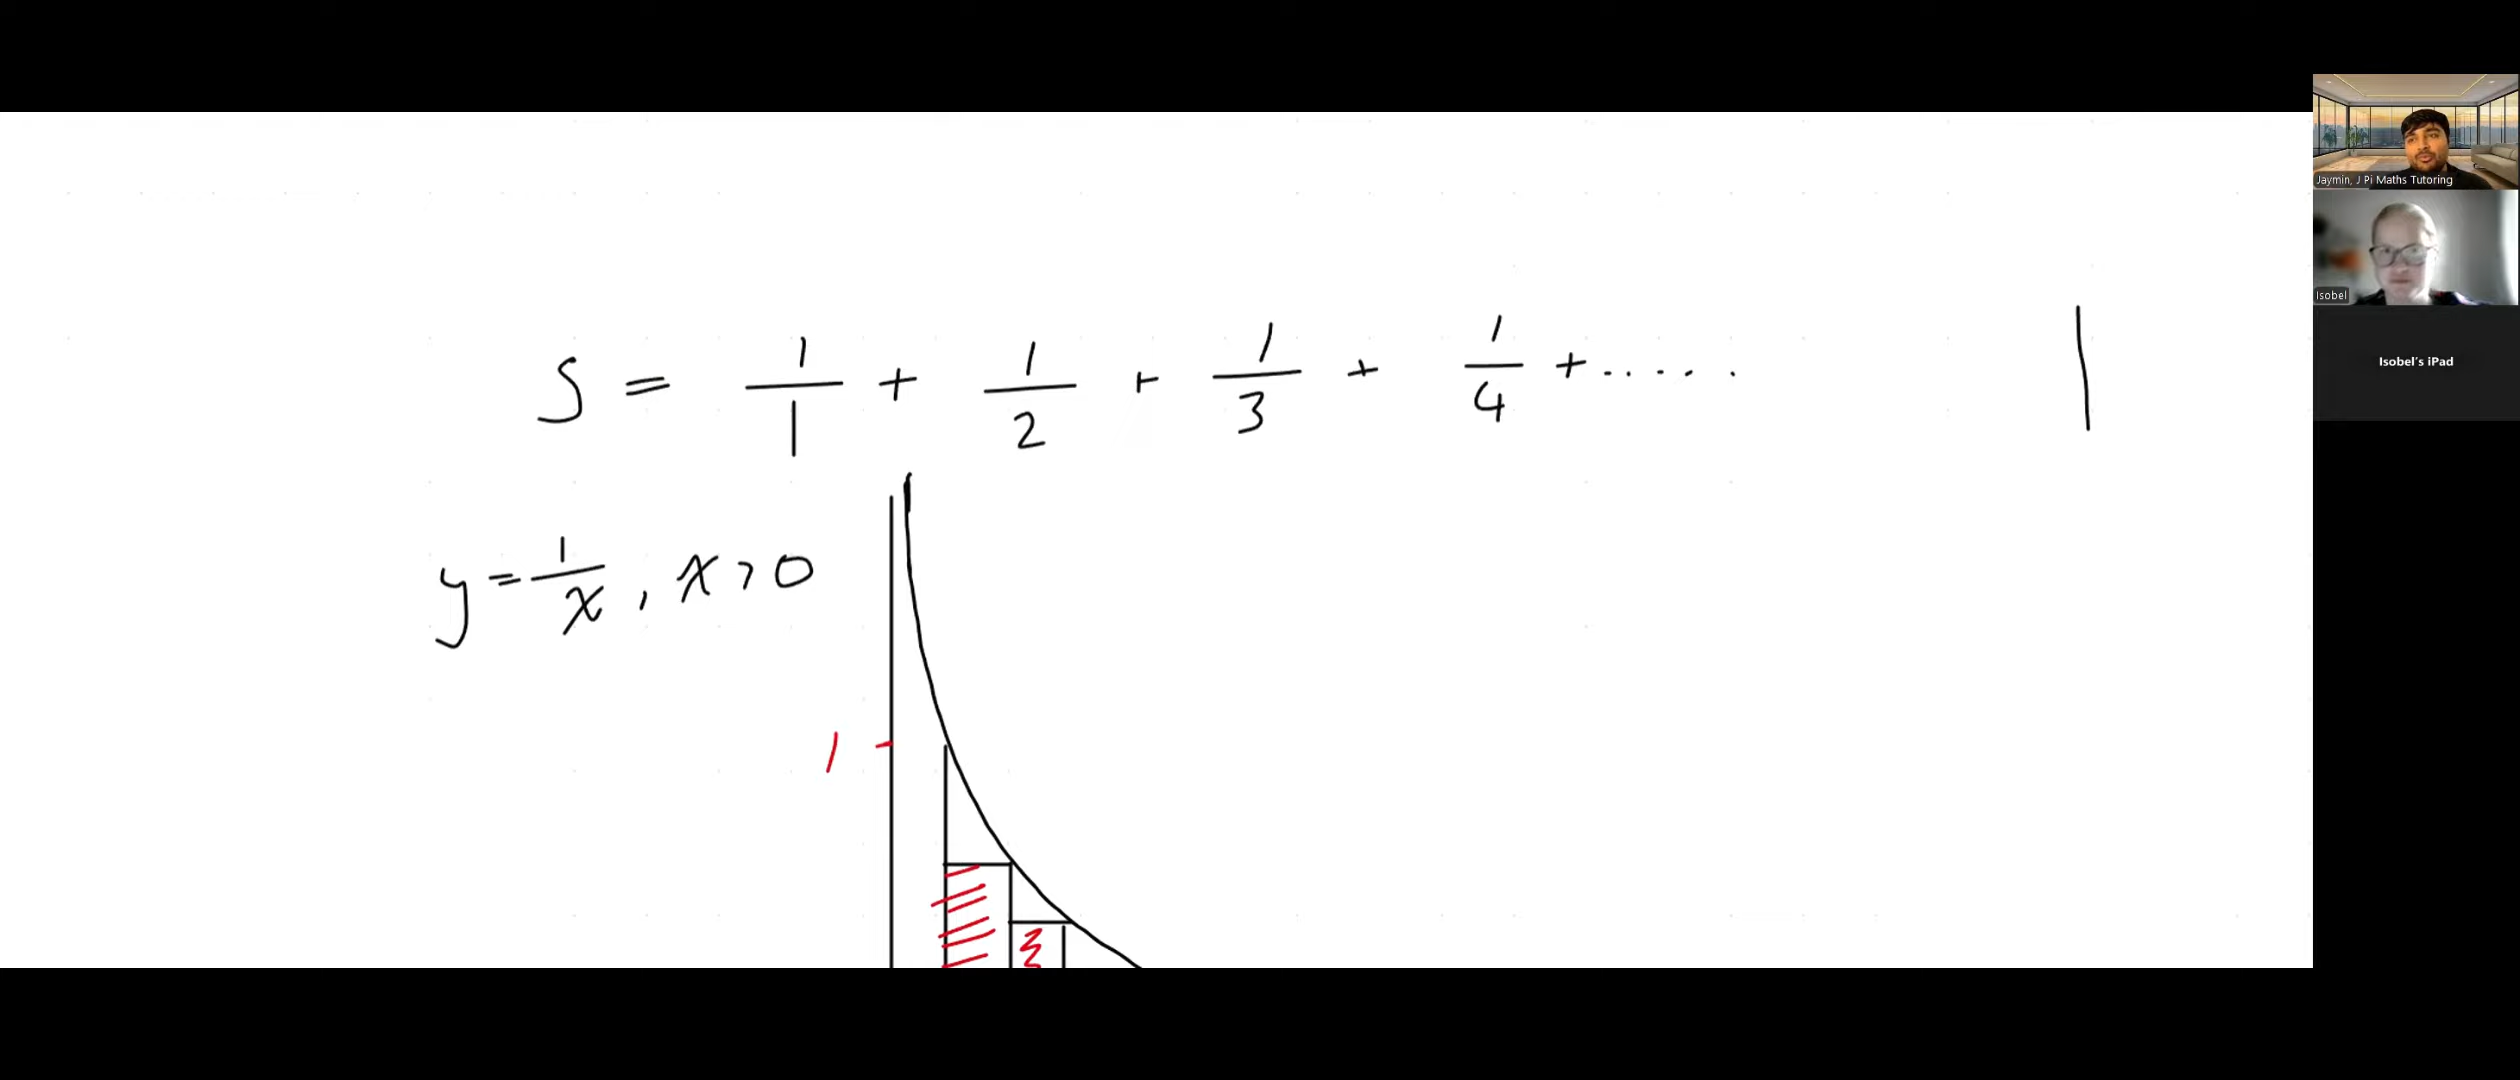 S = 1/1 + 1/2 + 1/3 + 1/4 + .....
y = 1/x , x > 0
1
Jaymin, J Pi Maths Tutoring
Isobel
Isobel's iPad